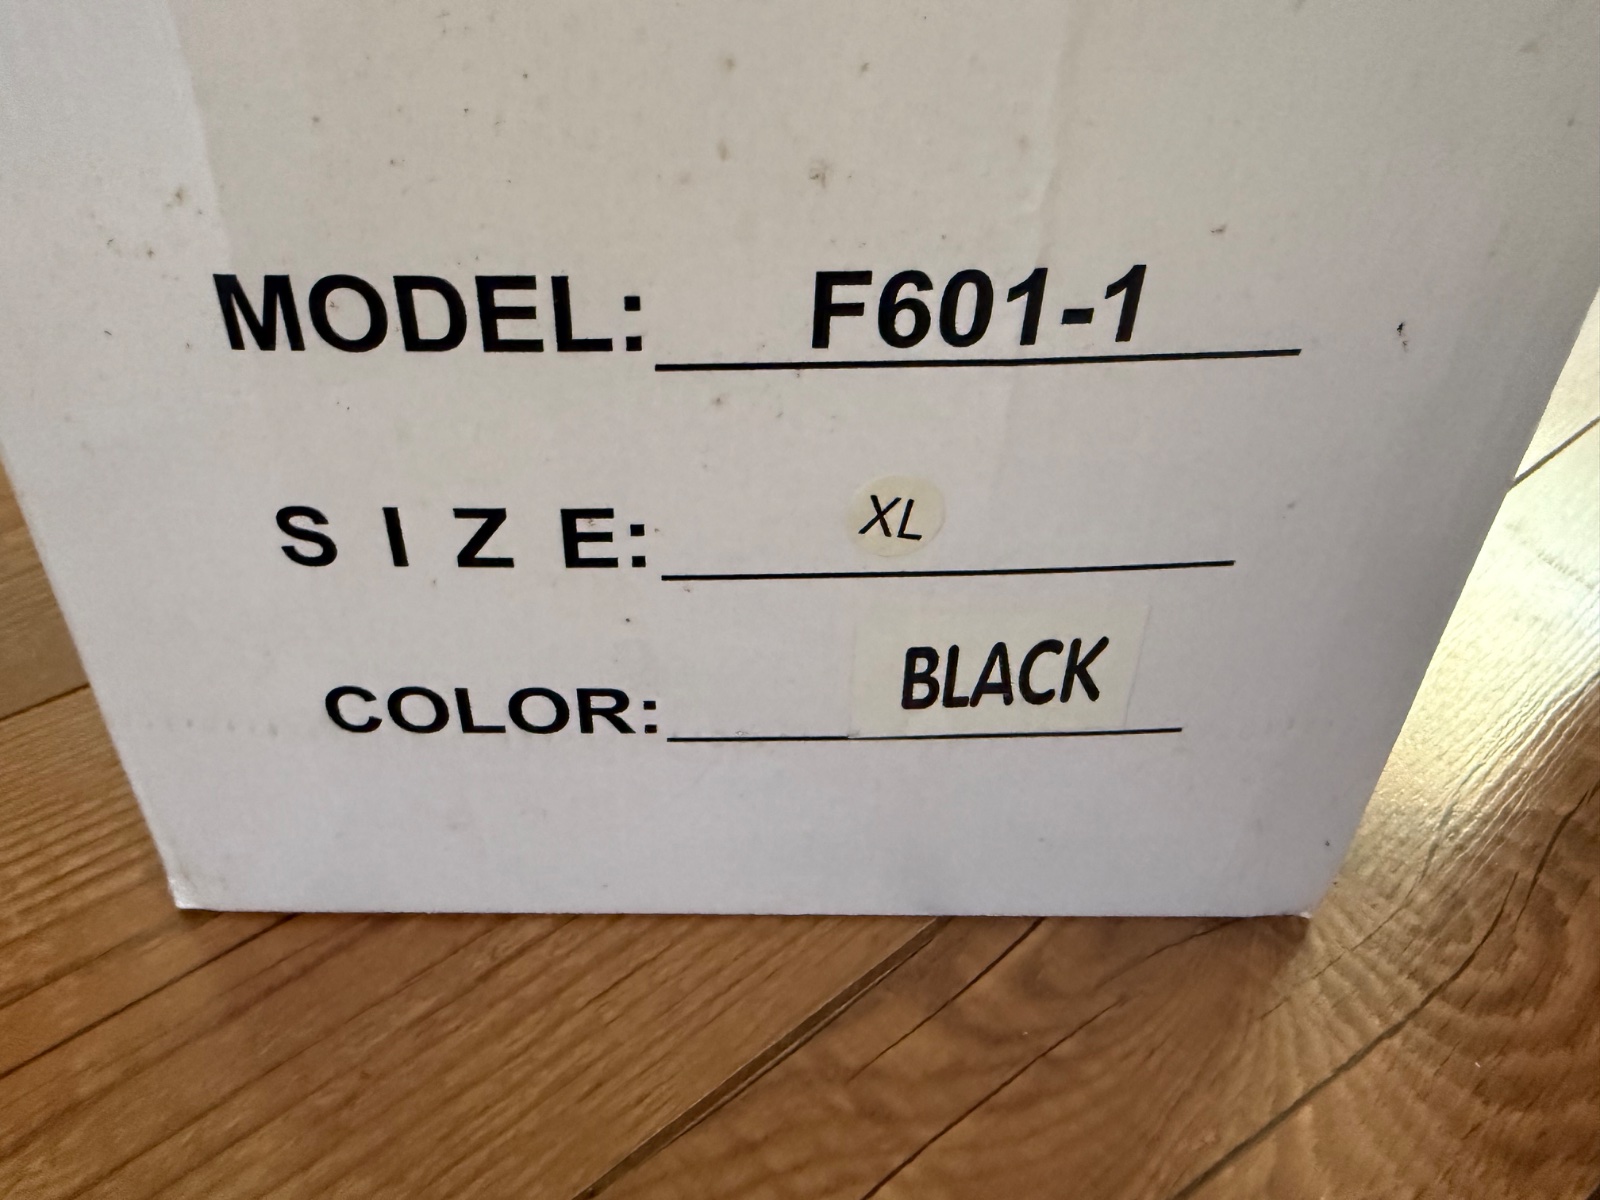 MODEL: F601-1
SIZE: XL
COLOR: BLACK